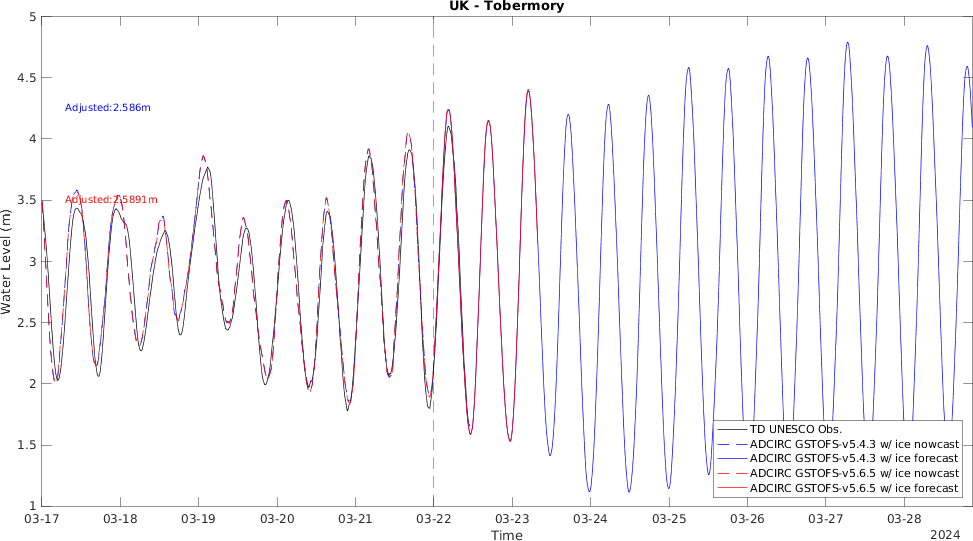 UK - Tobermory
5
4.5
4
3.5
3
2.5
2
1.5
1
Water Level (m)
Adjusted:2.586m
Adjusted:2.5891m
TD UNESCO Obs.
ADCIRC GSTOFS-v5.4.3 w/ ice nowcast
ADCIRC GSTOFS-v5.4.3 w/ ice forecast
ADCIRC GSTOFS-v5.6.5 w/ ice nowcast
ADCIRC GSTOFS-v5.6.5 w/ ice forecast
03-17 03-18 03-19 03-20 03-21 03-22 03-23 03-24 03-25 03-26 03-27 03-28
Time
2024